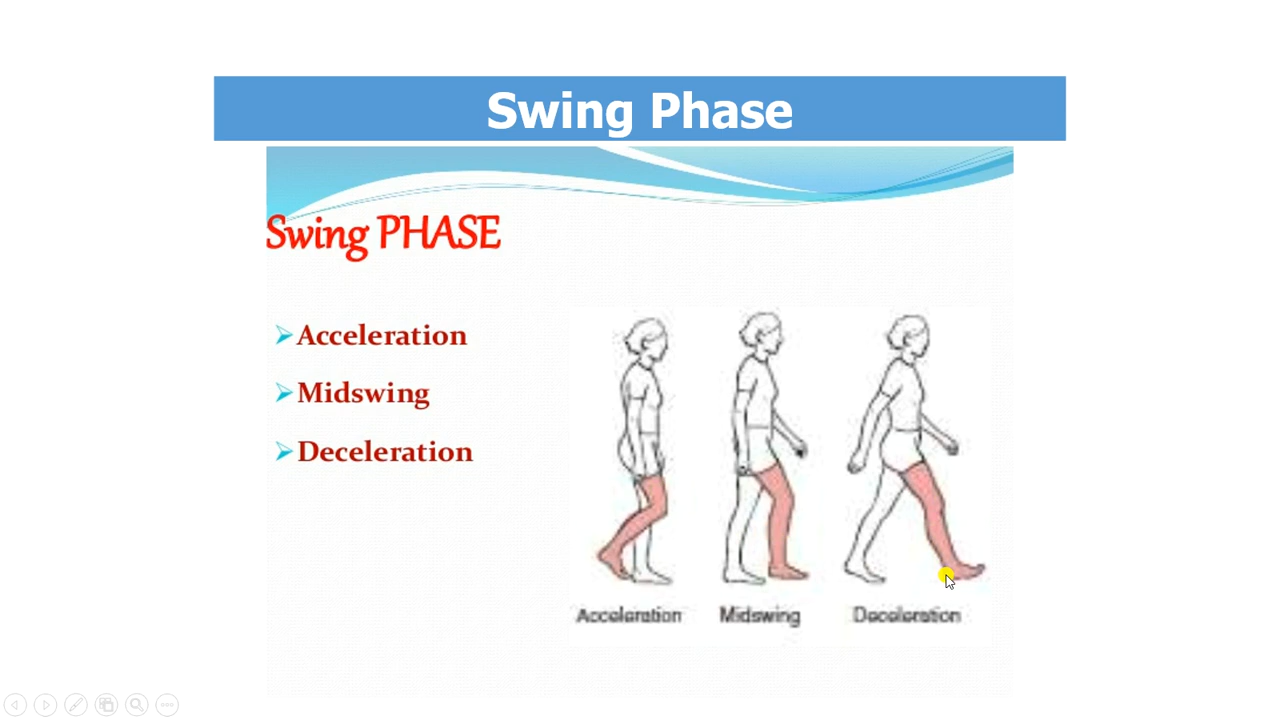 Swing Phase
Swing PHASE
Acceleration
Midswing
Deceleration
Acceleration Midswing Deceleration